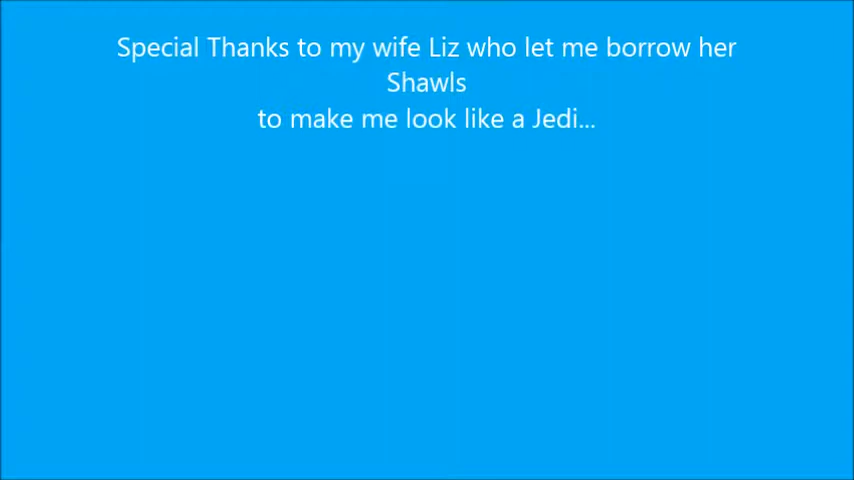 Special Thanks to my wife Liz who let me borrow her
Shawls
to make me look like a Jedi...